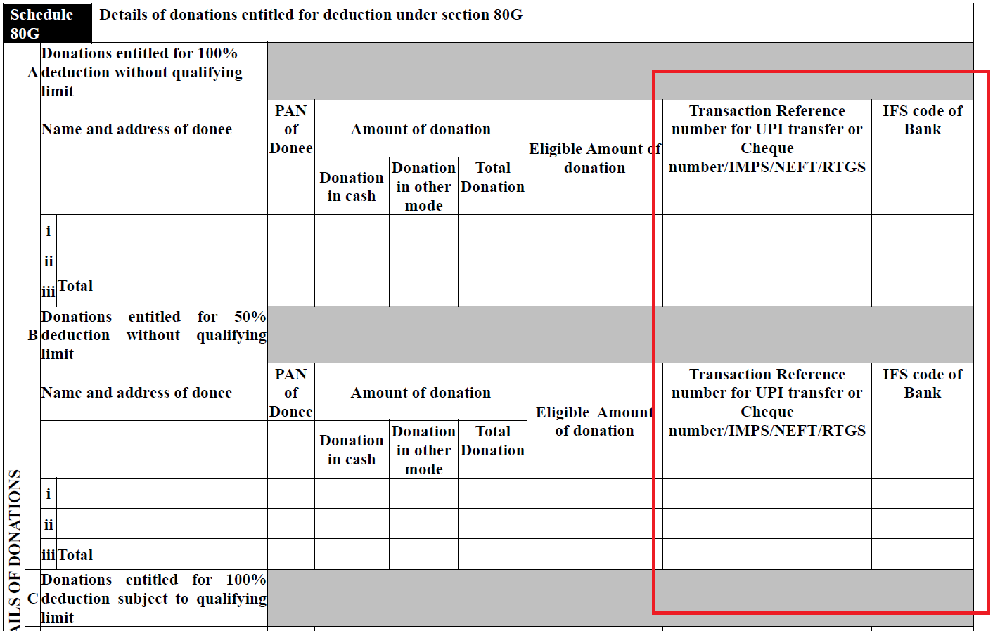 Schedule
80G
Details of donations entitled for deduction under section 80G
A
Donations entitled for 100%
deduction without qualifying
limit
Name and address of donee
PAN
of
Donee
Amount of donation
Eligible Amount of
donation
Transaction Reference
number for UPI transfer or
Cheque
number/IMPS/NEFT/RTGS
IFS code of
Bank
Donation
in cash
Donation
in other
mode
Total
Donation
i
ii
iii Total
B
Donations entitled for 50%
deduction without qualifying
limit
Name and address of donee
PAN
of
Donee
Amount of donation
Eligible Amount
of donation
Transaction Reference
number for UPI transfer or
Cheque
number/IMPS/NEFT/RTGS
IFS code of
Bank
Donation
in cash
Donation
in other
mode
Total
Donation
i
ii
iii Total
C
Donations entitled for 100%
deduction subject to qualifying
limit
AILS OF DONATIONS